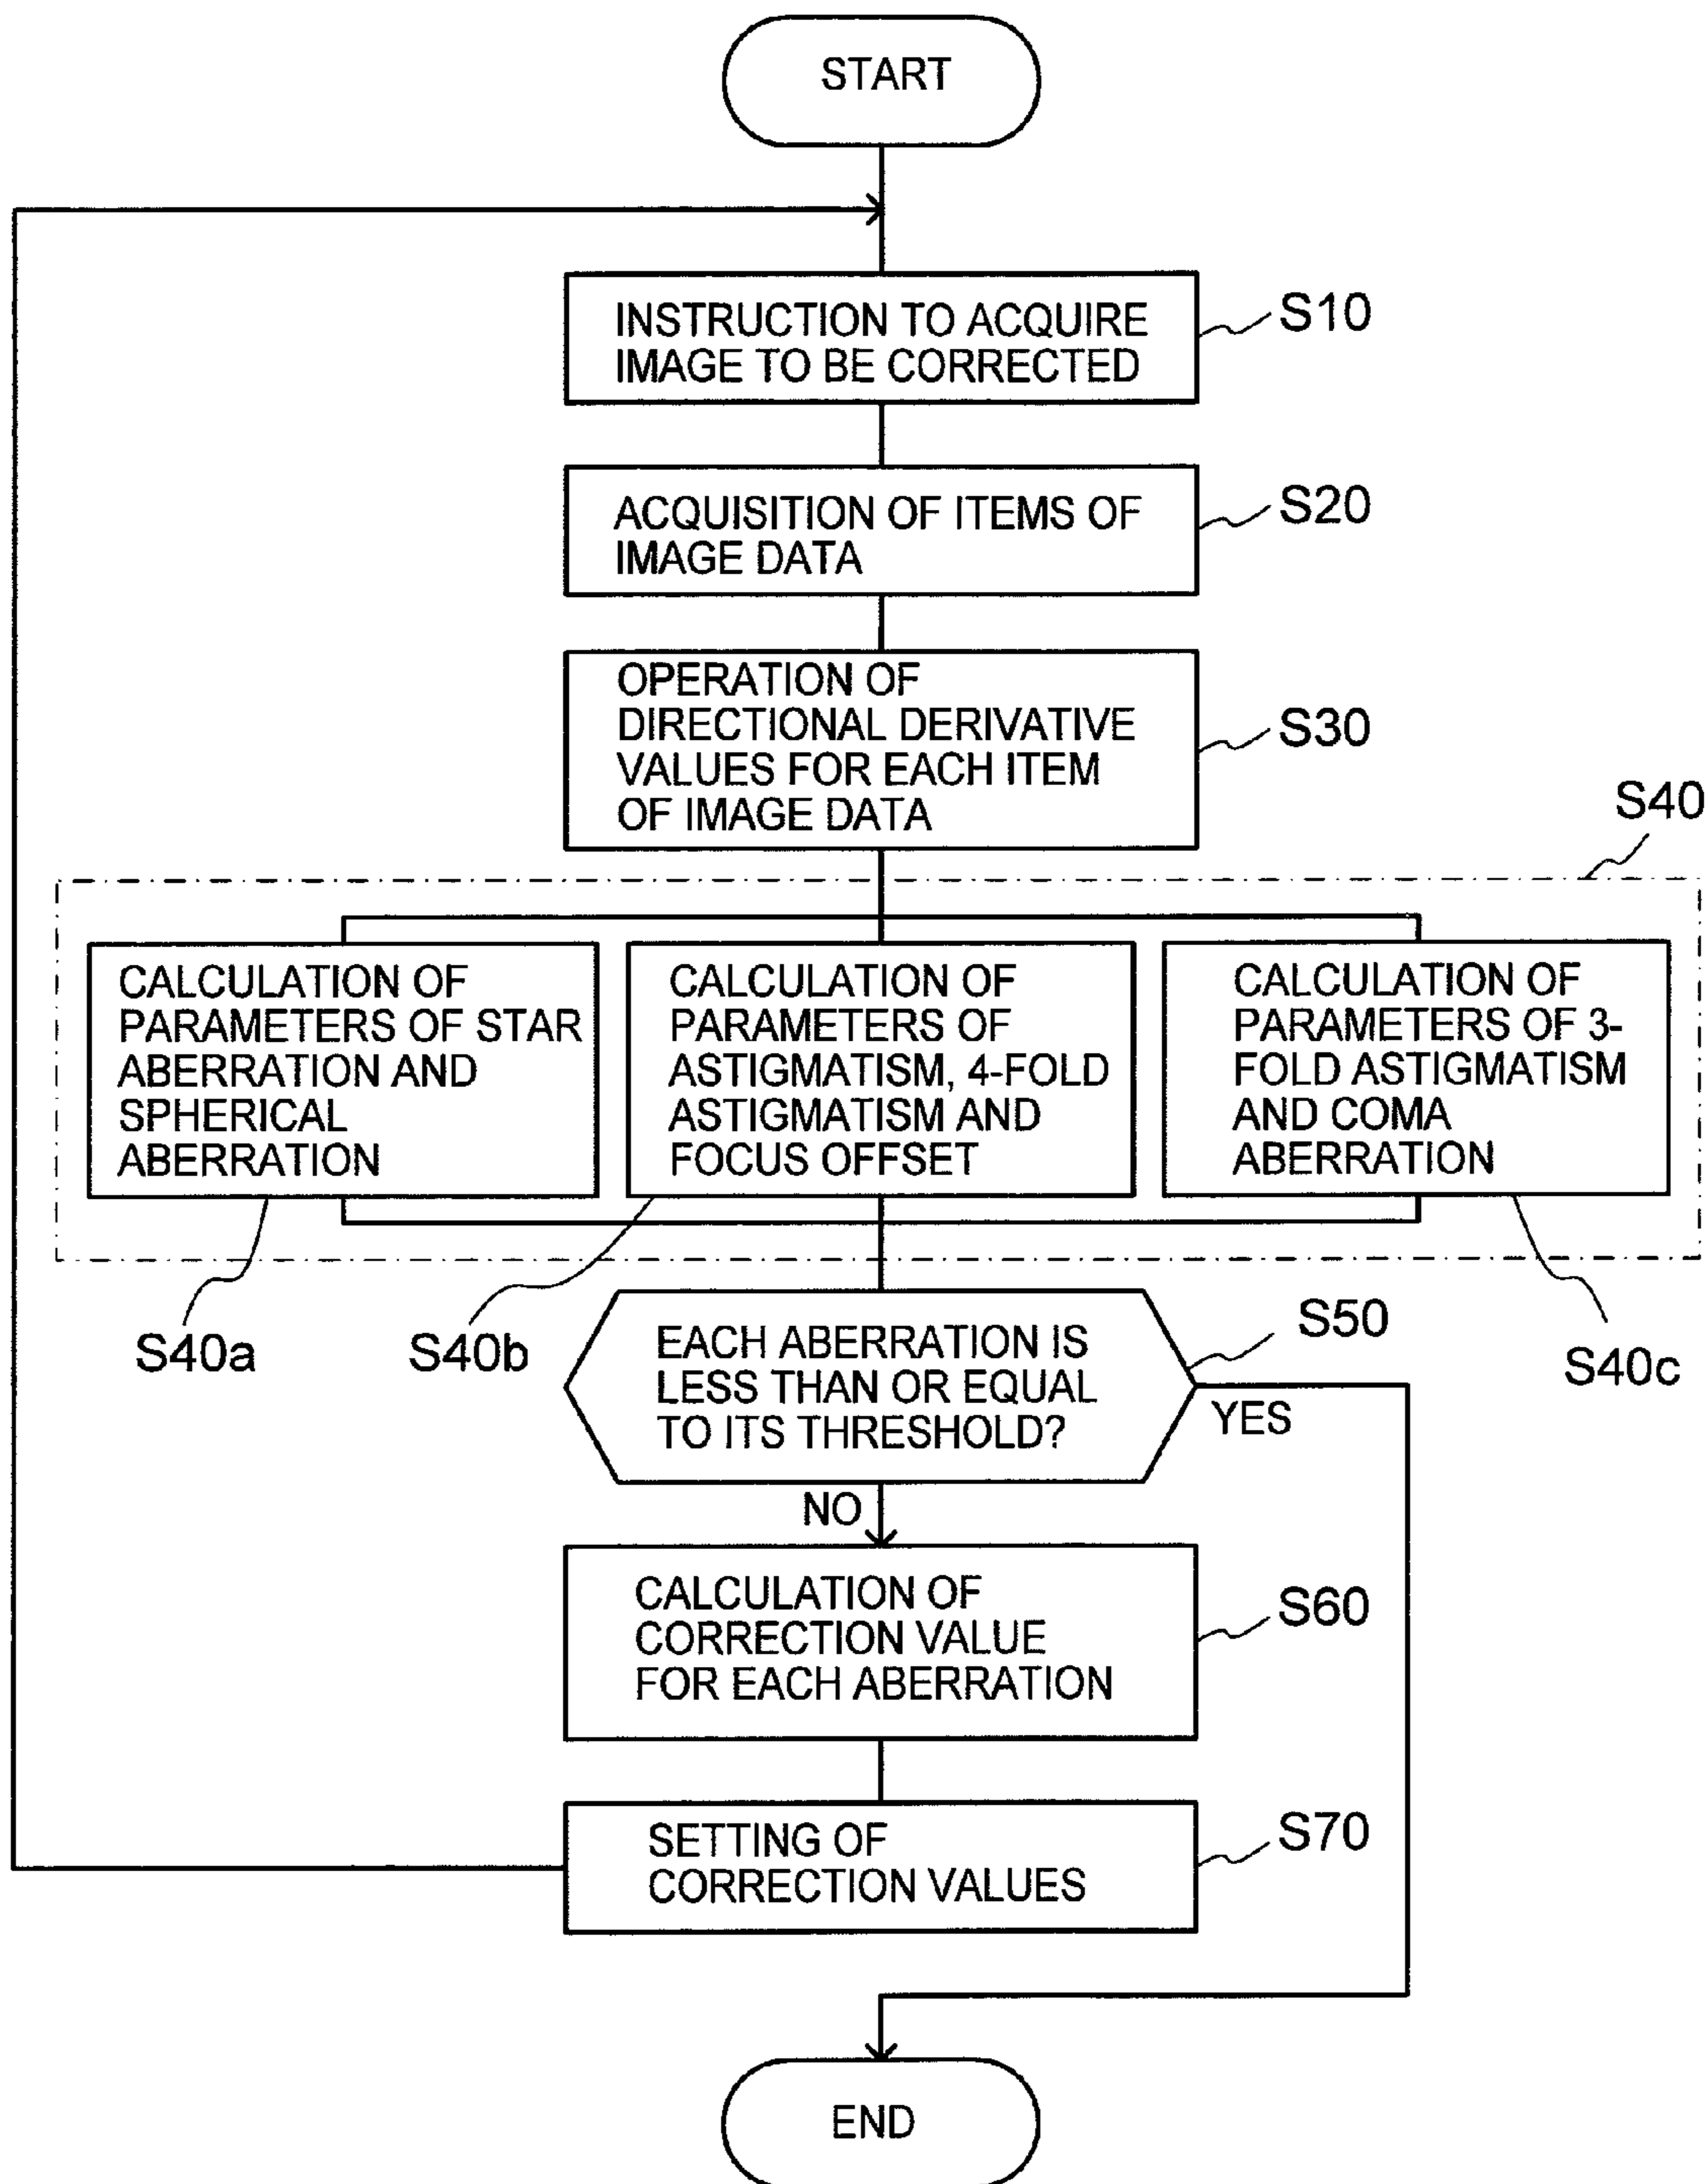 START
INSTRUCTION TO ACQUIRE
IMAGE TO BE CORRECTED
S10
ACQUISITION OF ITEMS OF
IMAGE DATA
S20
OPERATION OF
DIRECTIONAL DERIVATIVE
VALUES FOR EACH ITEM
OF IMAGE DATA
S30
S40
CALCULATION OF
PARAMETERS OF STAR
ABERRATION AND
SPHERICAL
ABERRATION
CALCULATION OF
PARAMETERS OF
ASTIGMATISM, 4-FOLD
ASTIGMATISM AND
FOCUS OFFSET
CALCULATION OF
PARAMETERS OF 3-
FOLD ASTIGMATISM
AND COMA
ABERRATION
S40a
S40b
S40c
EACH ABERRATION IS
LESS THAN OR EQUAL
TO ITS THRESHOLD?
S50
YES
NO
CALCULATION OF
CORRECTION VALUE
FOR EACH ABERRATION
S60
SETTING OF
CORRECTION VALUES
S70
END